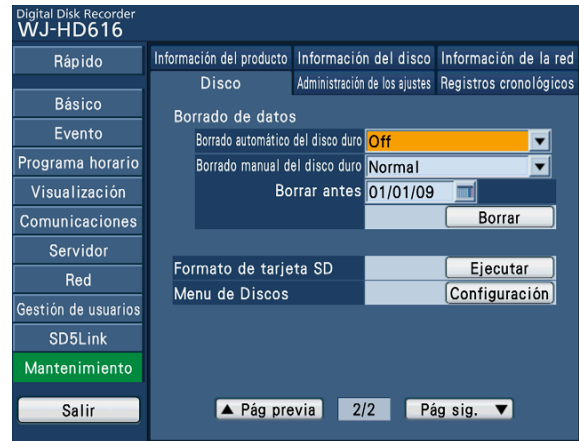 Digital Disk Recorder
WJ-HD616
Rápido
Básico
Evento
Programa horario
Visualización
Comunicaciones
Servidor
Red
Gestión de usuarios
SD5Link
Mantenimiento
Salir
Información del producto Información del disco Información de la red
Disco Administración de los ajustes Registros cronológicos
Borrado de datos
Borrado automático del disco duro Off
Borrado manual del disco duro Normal
Borrar antes 01/01/09
Borrar
Formato de tarjeta SD Ejecutar
Menu de Discos Configuración
▲ Pág previa 2/2 Pág sig. ▼